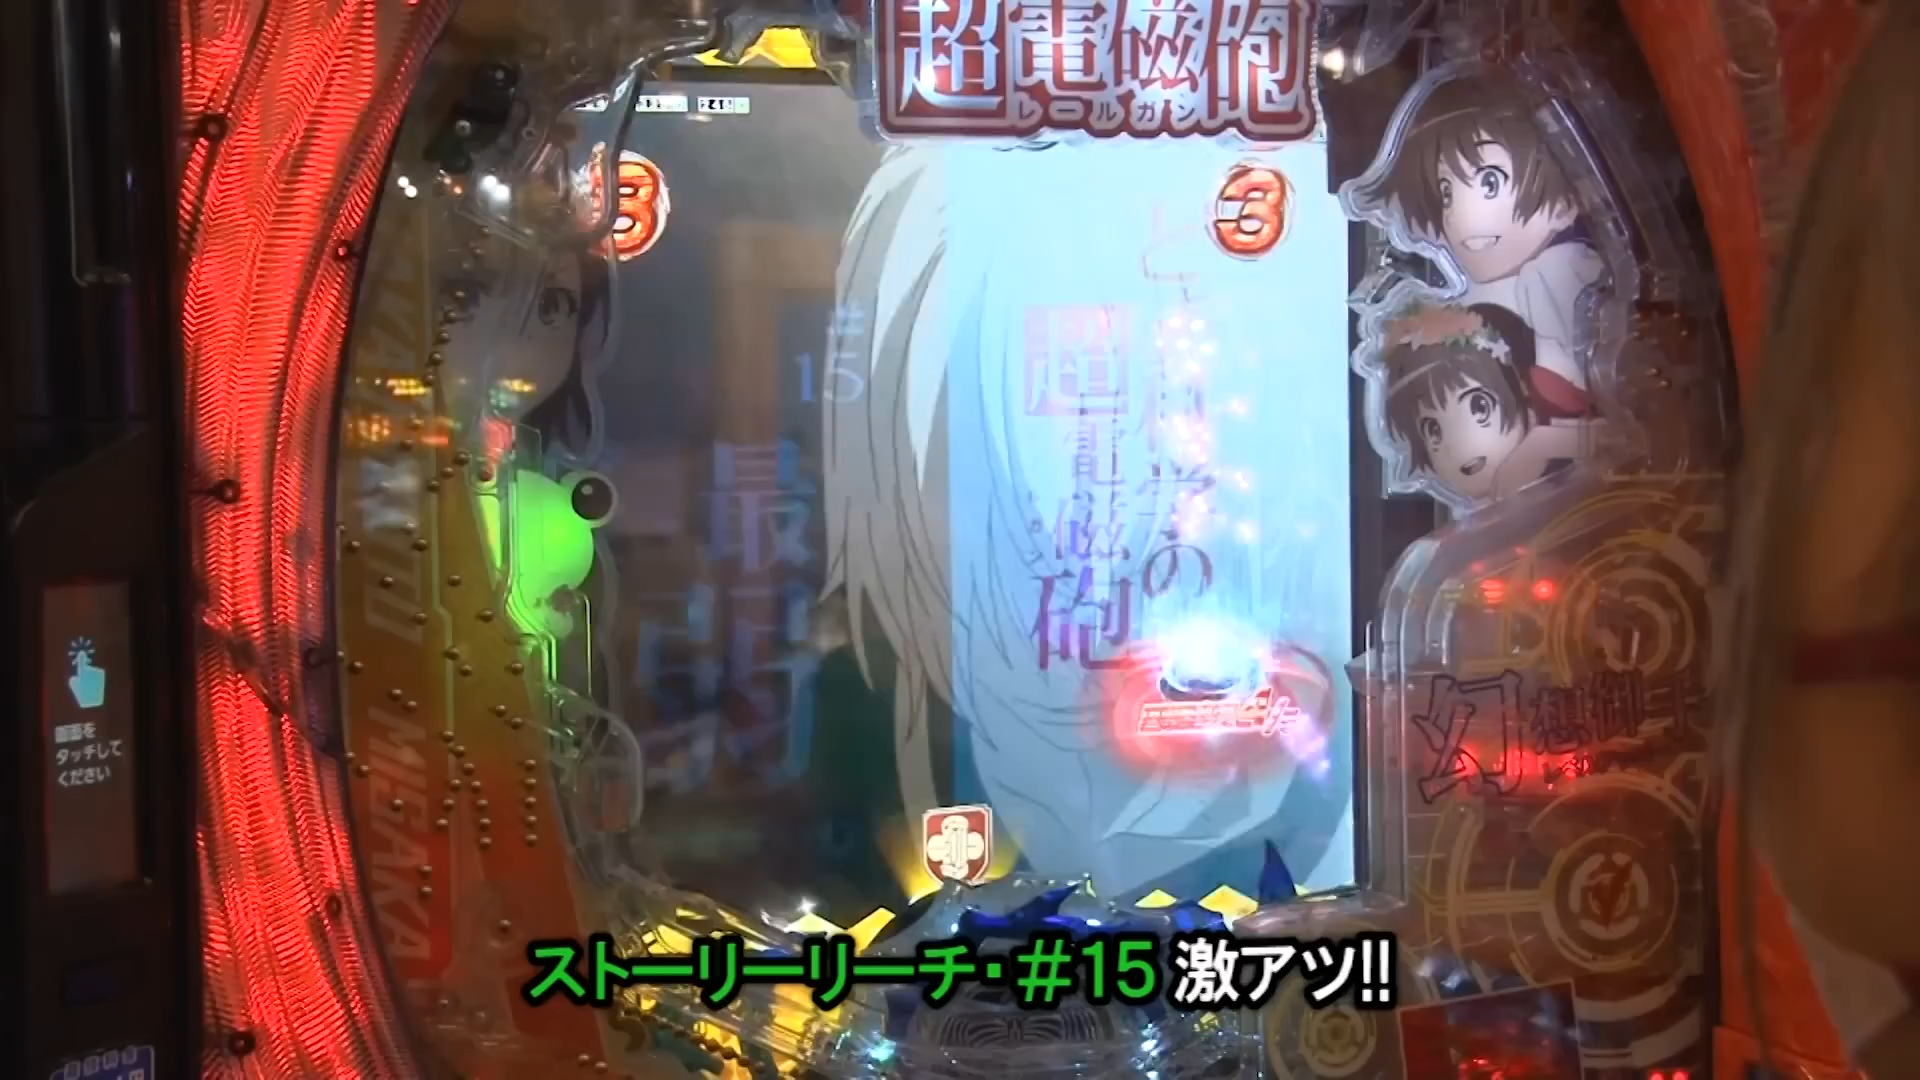 超電磁砲
レールガン
3
3
#15
最弱
とある科学の
超電磁砲
幻想御手
画面を
タッチして
ください
MISAKA
ストーリーリーチ・#15 激アツ!!